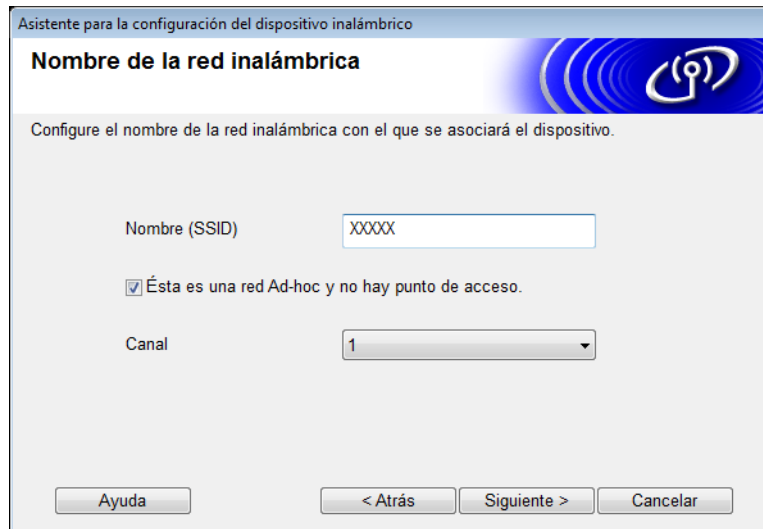 Asistente para la configuración del dispositivo inalámbrico
Nombre de la red inalámbrica
Configure el nombre de la red inalámbrica con el que se asociará el dispositivo.
Nombre (SSID) XXXXX
Ésta es una red Ad-hoc y no hay punto de acceso.
Canal 1
Ayuda < Atrás Siguiente > Cancelar